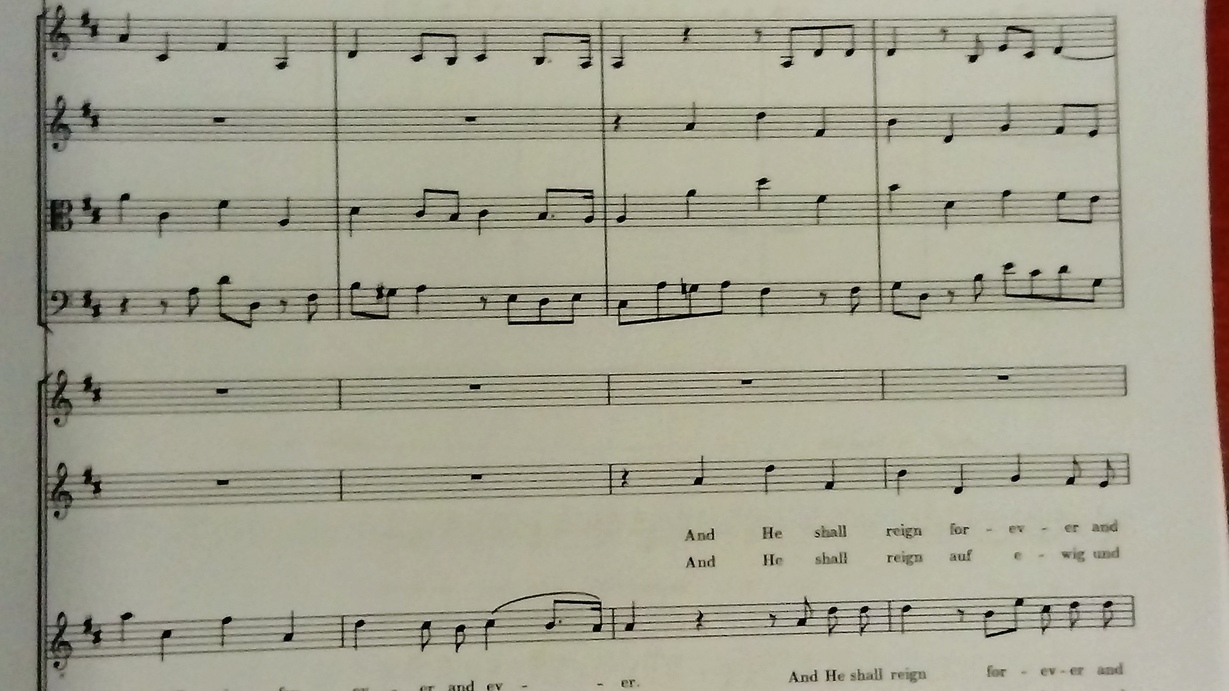 And He shall reign for - ev - er and
And He shall reign auf e - wig und
And He shall reign for - ev - er and
er and ev - - er.